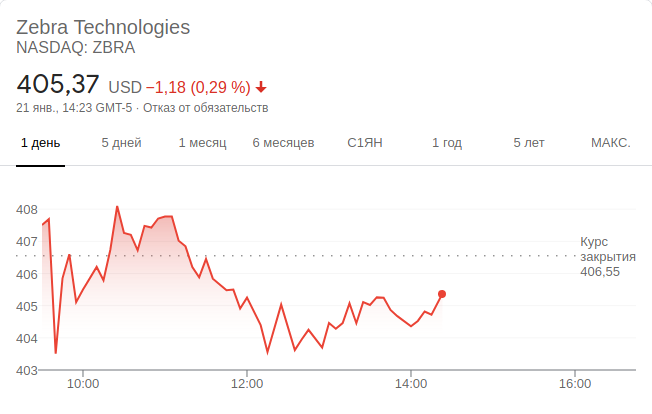 Zebra Technologies
NASDAQ: ZBRA
405,37 USD −1,18 (0,29 %)
21 янв., 14:23 GMT-5 · Отказ от обязательств
1 день 5 дней 1 месяц 6 месяцев С1ЯН 1 год 5 лет МАКС.
408
407
406
405
404
403
Курс
закрытия
406,55
10:00 12:00 14:00 16:00